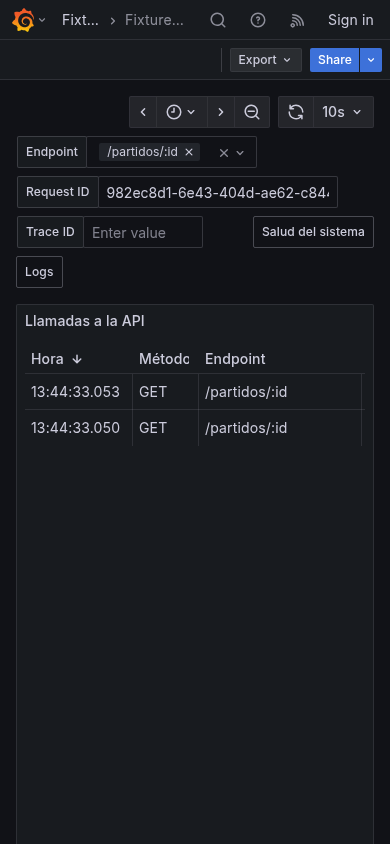 Fixt... › Fixture... Sign in
Export Share
10s
Endpoint /partidos/:id
Request ID 982ec8d1-6e43-404d-ae62-c84
Trace ID Enter value Salud del sistema
Logs
Llamadas a la API
Hora Método Endpoint
13:44:33.053 GET /partidos/:id
13:44:33.050 GET /partidos/:id